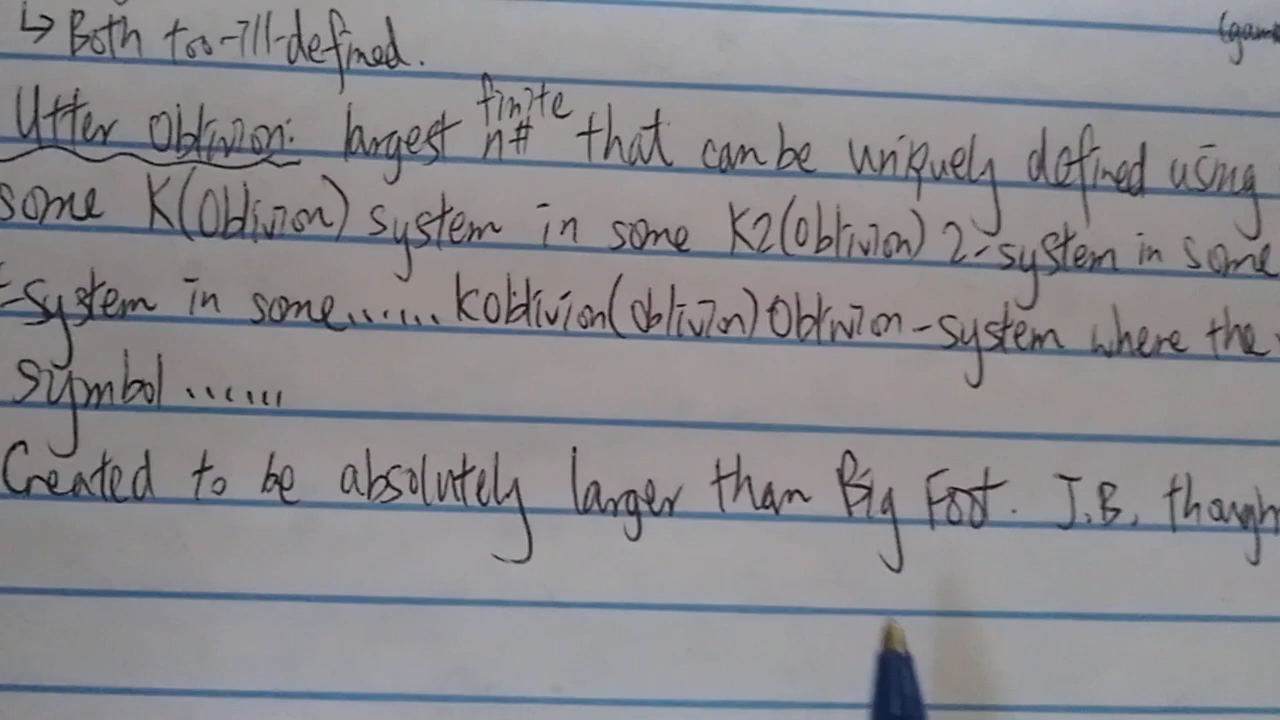 (gam
↳ Both too-ill-defined.
Utter Oblivion: largest finite n# that can be uniquely defined using
some K(Oblivion) system in some K2(Oblivion) 2-system in some
-system in some...... Koblivion(oblivion)Oblivion-system where the
symbol ......
Created to be absolutely larger than Big Foot. J.B. though